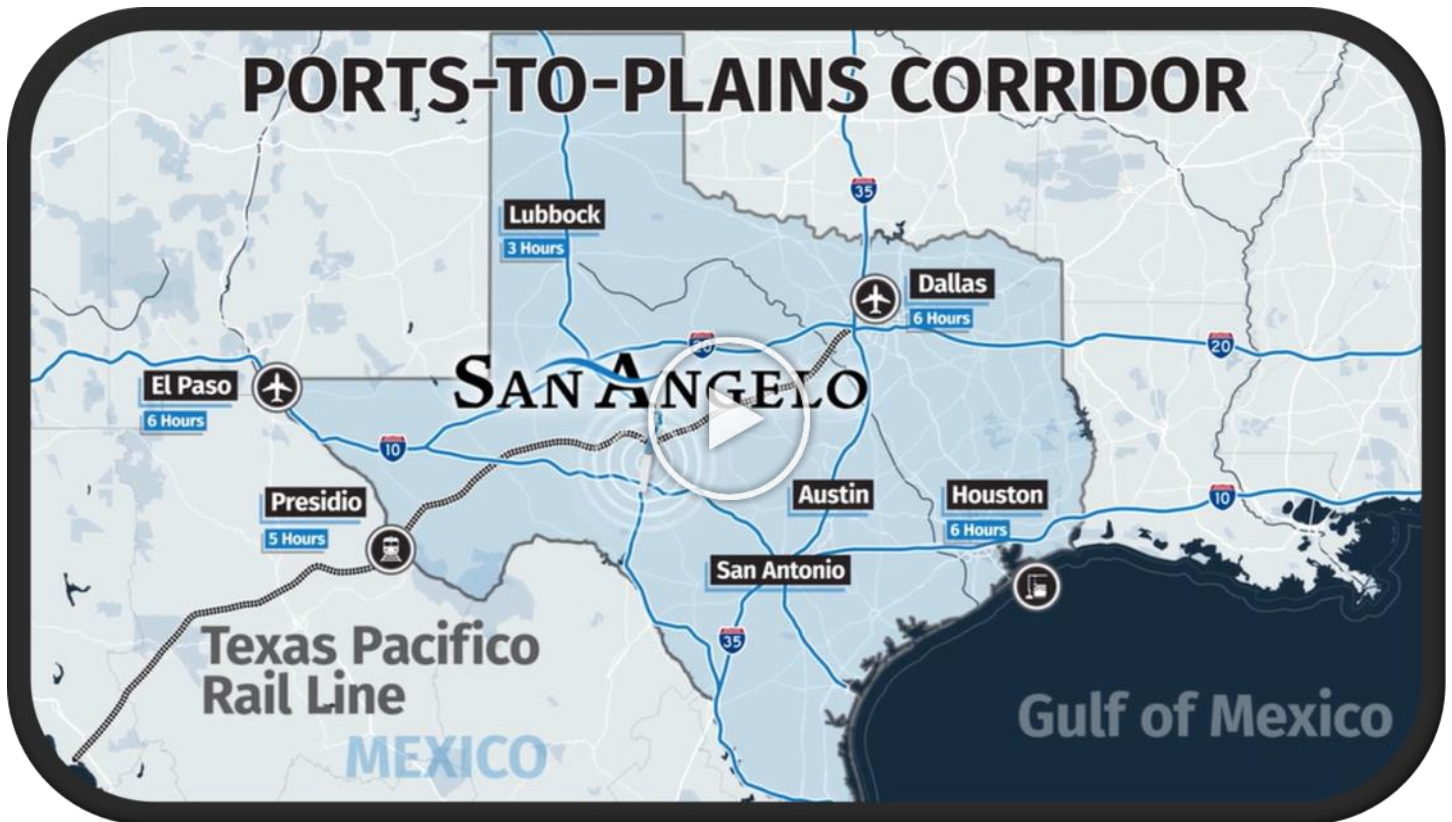 PORTS-TO-PLAINS CORRIDOR
35
Lubbock
3 Hours
Dallas
6 Hours
20
20
SAN ANGELO
El Paso
6 Hours
10
Presidio
5 Hours
Austin
Houston
6 Hours
10
San Antonio
35
Texas Pacifico
Rail Line
MEXICO
Gulf of Mexico